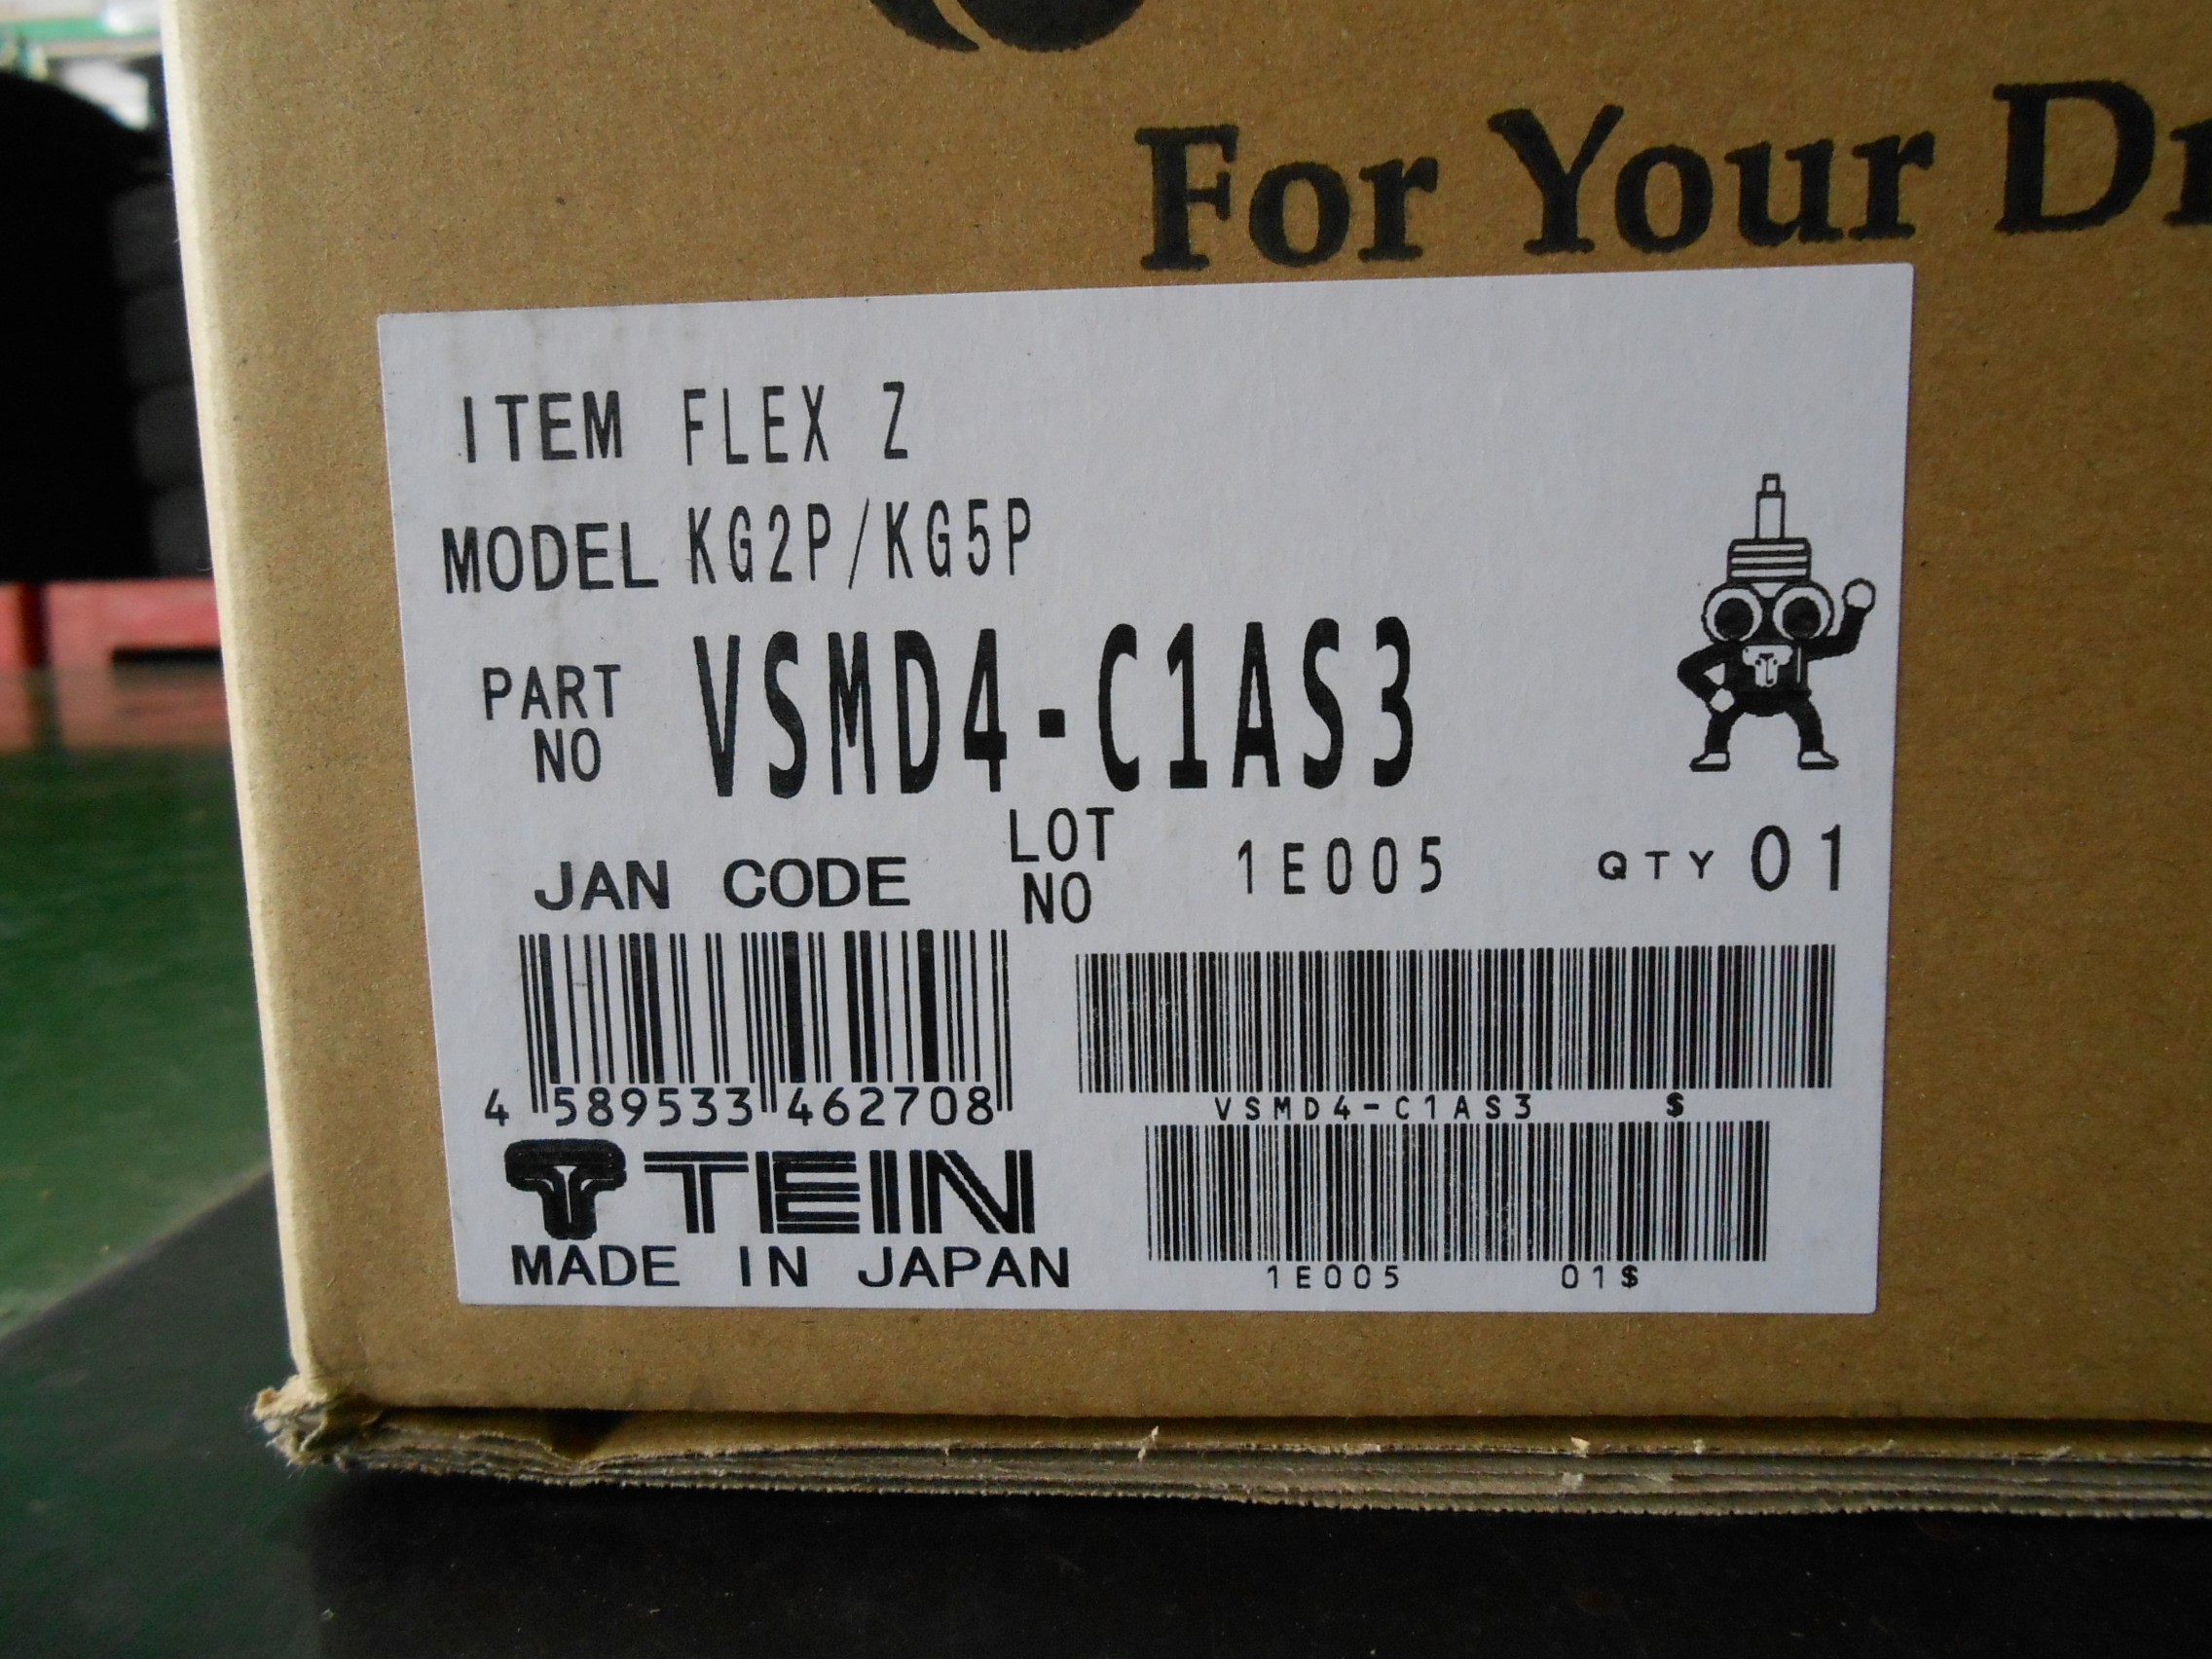 For Your Dr
ITEM FLEX Z
MODEL KG2P/KG5P
PART NO VSMD4-C1AS3
JAN CODE LOT NO 1E005 QTY 01
4 589533 462708
VSMD4-C1AS3 $
TEIN
MADE IN JAPAN
1E005 01$